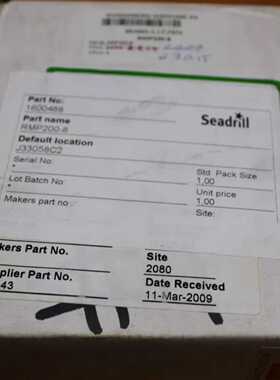 Part No.
1600488
Seadrill
Part name
RMP200-8
Default location
J33058C2
Serial No.
Std. Pack Size
1,00
Lot Batch No.
Unit price
1,00
Makers part No.
Site:
akers Part No.
Site
2080
pplier Part No.
Date Received
43
11-Mar-2009